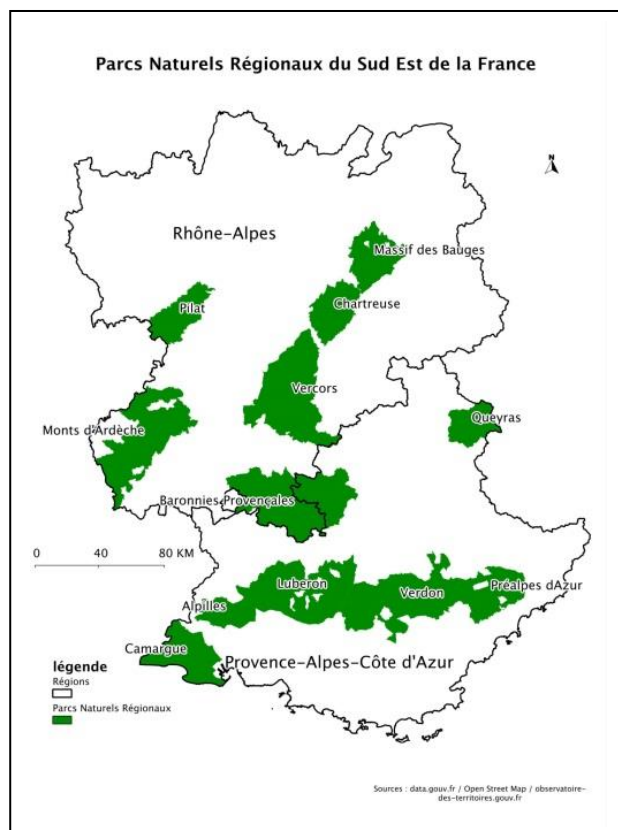 Parcs Naturels Régionaux du Sud Est de la France
N
Rhône-Alpes
Massif des Bauges
Chartreuse
Pilat
Vercors
Queyras
Monts d'Ardèche
Baronnies Provençales
0 40 80 KM
Luberon
Verdon
Préalpes dAzur
Alpilles
Camargue
Provence-Alpes-Côte d'Azur
légende
Régions
Parcs Naturels Régionaux
Sources : data.gouv.fr / Open Street Map / observatoire-
des-territoires.gouv.fr